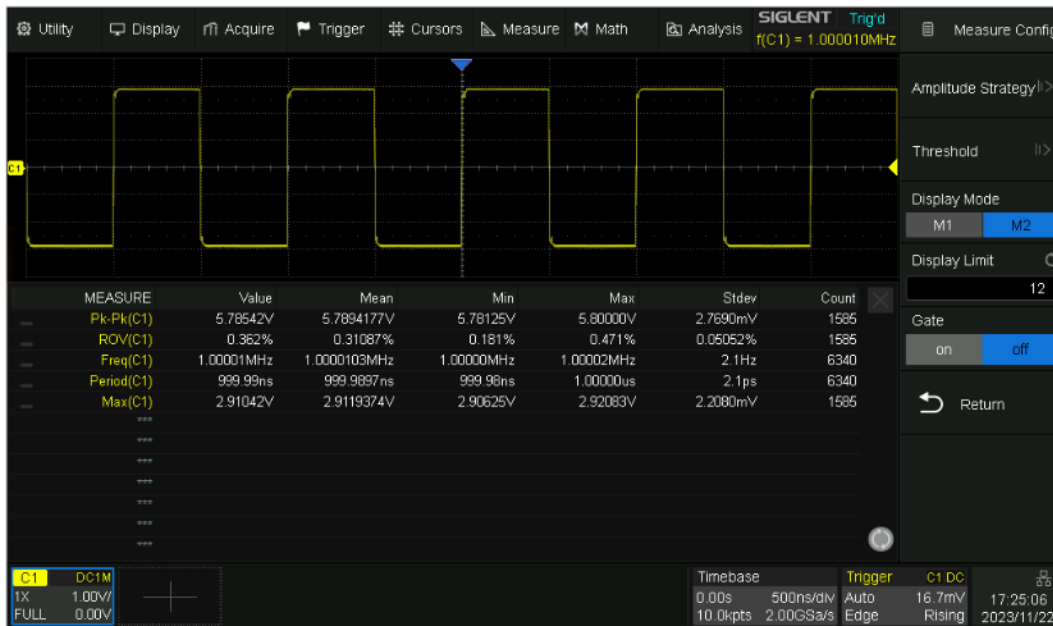 Utility Display Acquire Trigger Cursors Measure Math Analysis SIGLENT Trig'd
f(C1) = 1.000010MHz
Measure Config
Amplitude Strategy
Threshold
Display Mode
M1 M2
Display Limit
12
Gate
on off
Return
C1
MEASURE Value Mean Min Max Stdev Count
Pk-Pk(C1) 5.78542V 5.7894177V 5.78125V 5.80000V 2.7690mV 1585
ROV(C1) 0.362% 0.31087% 0.181% 0.471% 0.05052% 1585
Freq(C1) 1.00001MHz 1.0000103MHz 1.00000MHz 1.00002MHz 2.1Hz 6340
Period(C1) 999.99ns 999.9897ns 999.98ns 1.00000us 2.1ps 6340
Max(C1) 2.91042V 2.9119374V 2.90625V 2.92083V 2.2080mV 1585
***
***
***
***
***
***
***
C1 DC1M
1X 1.00V/
FULL 0.00V
Timebase
0.00s 500ns/div
10.0kpts 2.00GSa/s
Trigger C1 DC
Auto 16.7mV
Edge Rising
17:25:06
2023/11/22